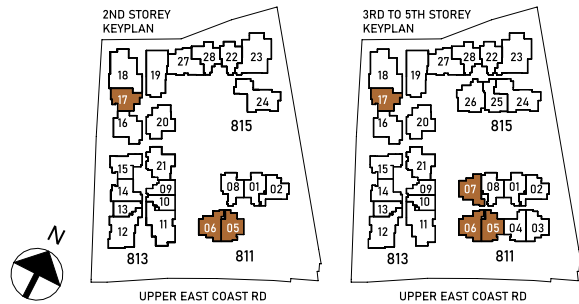 2ND STOREY
KEYPLAN
27 28 22 23
18 19
17
24
16 20
815
21
15
14 09 08 01 02
13 10
12 11 06 05
813 811
UPPER EAST COAST RD
3RD TO 5TH STOREY
KEYPLAN
27 28 22 23
18 19
17 26 25 24
16 20
815
21
15
14 09 07 08 01 02
13 10
12 11 06 05 04 03
813 811
UPPER EAST COAST RD
N